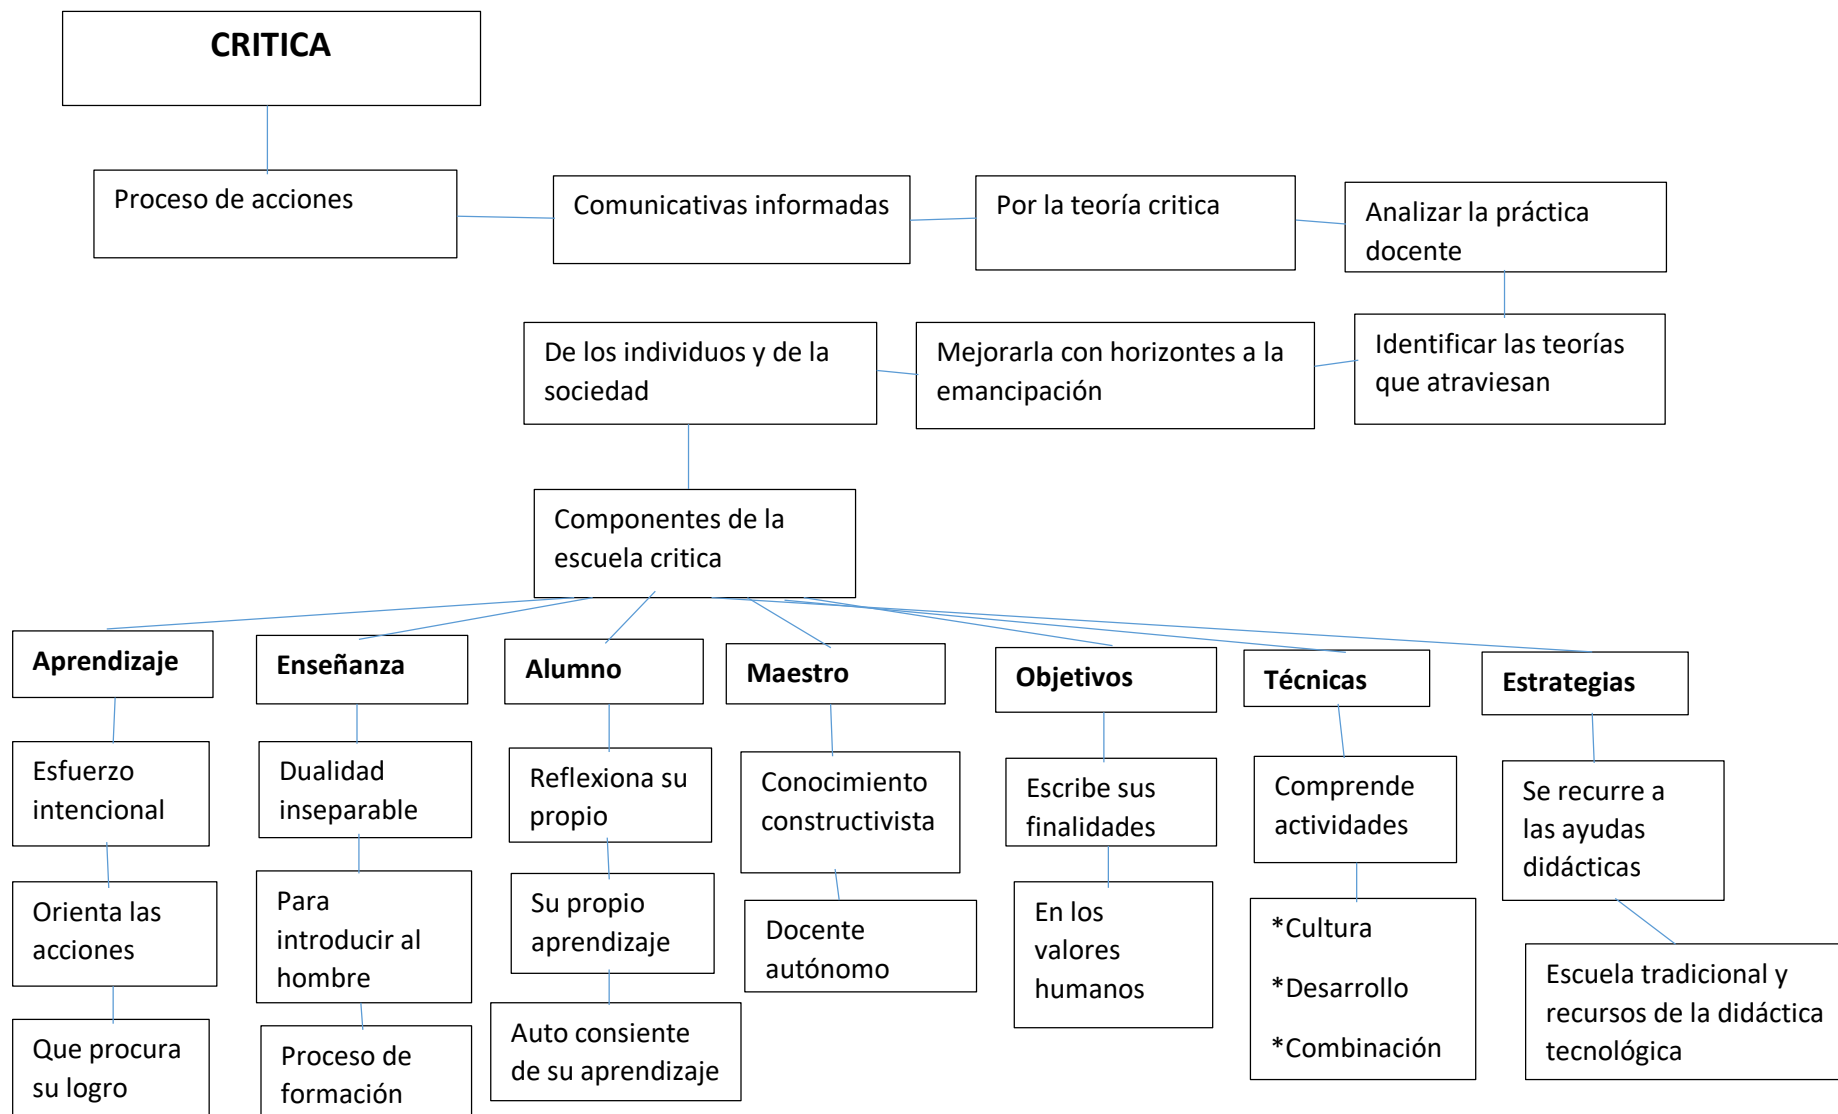 CRITICA
Proceso de acciones
Comunicativas informadas
Por la teoría critica
Analizar la práctica
docente
De los individuos y de la
sociedad
Mejorarla con horizontes a la
emancipación
Identificar las teorías
que atraviesan
Componentes de la
escuela critica
Aprendizaje
Enseñanza
Alumno
Maestro
Objetivos
Técnicas
Estrategias
Esfuerzo
intencional
Dualidad
inseparable
Reflexiona su
propio
Conocimiento
constructivista
Escribe sus
finalidades
Comprende
actividades
Se recurre a
las ayudas
didácticas
Orienta las
acciones
Para
introducir al
hombre
Su propio
aprendizaje
Docente
autónomo
En los
valores
humanos
*Cultura
*Desarrollo
*Combinación
Escuela tradicional y
recursos de la didáctica
tecnológica
Que procura
su logro
Proceso de
formación
Auto consiente
de su aprendizaje